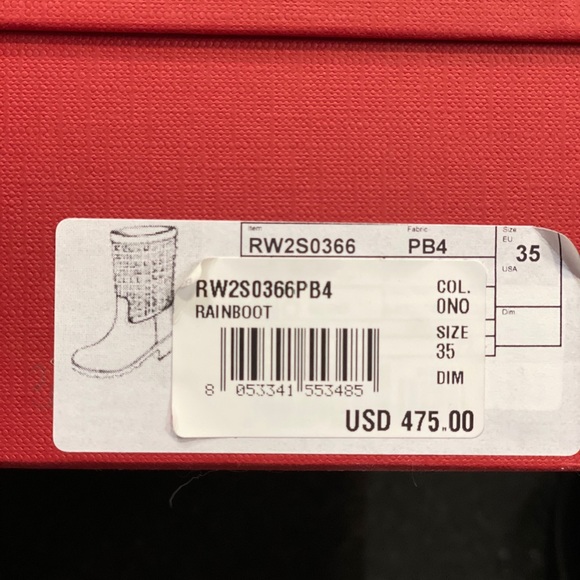 Item
RW2S0366
Fabric
PB4
Size
EU
35
USA
Dim
RW2S0366PB4
RAINBOOT
COL.
0NO
SIZE
35
DIM
8 053341 553485
USD 475.00